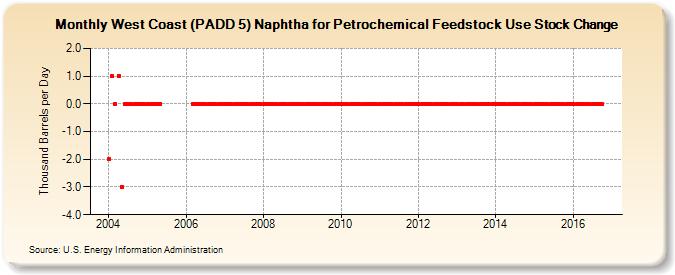 Monthly West Coast (PADD 5) Naphtha for Petrochemical Feedstock Use Stock Change
Thousand Barrels per Day
2.0
1.0
0.0
-1.0
-2.0
-3.0
-4.0
2004 2006 2008 2010 2012 2014 2016
Source: U.S. Energy Information Administration